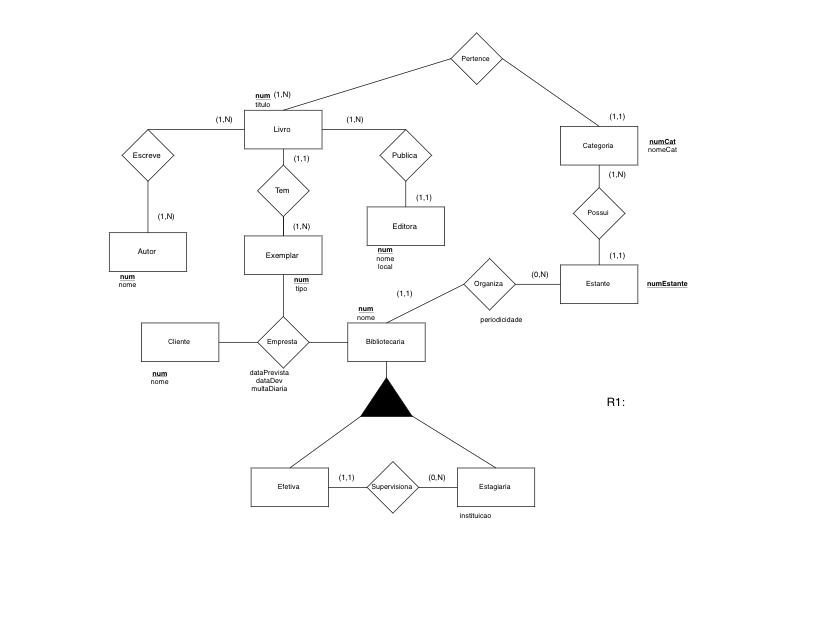 Pertence
num (1,N)
titulo
(1,N)
Livro
(1,N)
(1,1)
Categoria
numCat
nomeCat
Escreve
(1,1)
Tem
Publica
(1,N)
Possui
(1,N)
Autor
num
nome
(1,N)
Exemplar
num
tipo
(1,1)
Editora
num
nome
local
(1,1)
Estante
numEstante
(0,N)
Organiza
periodicidade
(1,1)
num
nome
Bibliotecaria
Cliente
num
nome
Empresta
dataPrevista
dataDev
multaDiaria
R1:
Efetiva
(1,1)
Supervisiona
(0,N)
Estagiaria
instituicao